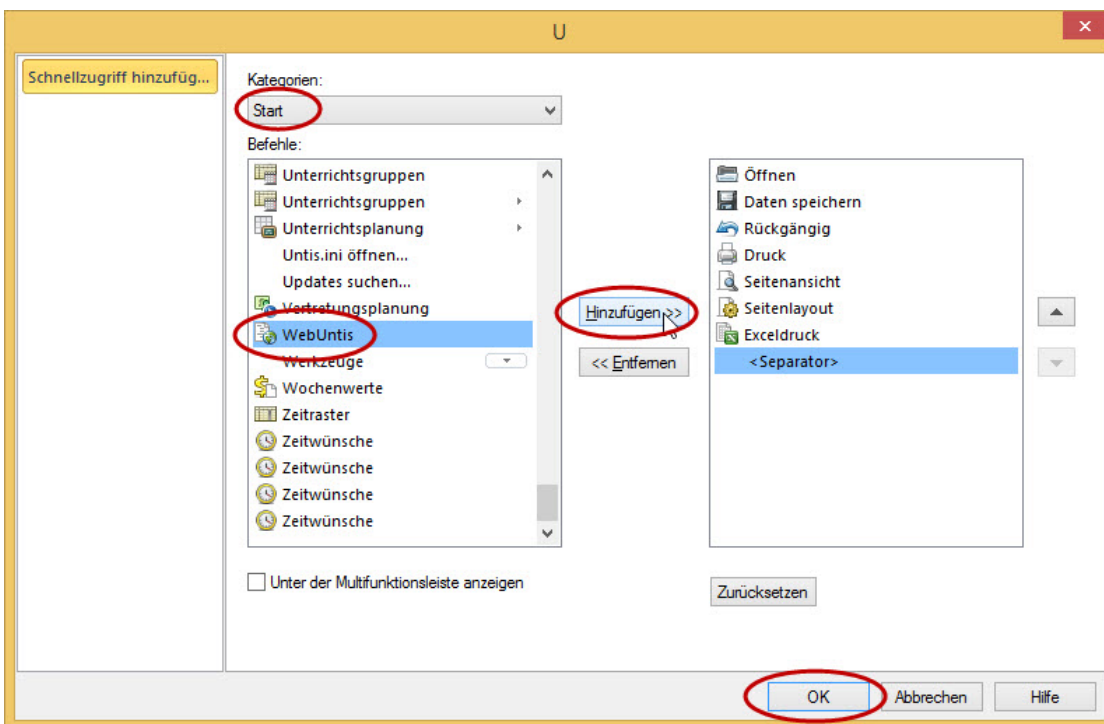 U
Schnellzugriff hinzufüg...
Kategorien:
Start
Befehle:
Unterrichtsgruppen
Unterrichtsgruppen
Unterrichtsplanung
Untis.ini öffnen...
Updates suchen...
Vertretungsplanung
WebUntis
Werkzeuge
Wochenwerte
Zeitraster
Zeitwünsche
Zeitwünsche
Zeitwünsche
Zeitwünsche
Hinzufügen >>
<< Entfernen
Öffnen
Daten speichern
Rückgängig
Druck
Seitenansicht
Seitenlayout
Exceldruck
<Separator>
Unter der Multifunktionsleiste anzeigen
Zurücksetzen
OK
Abbrechen
Hilfe